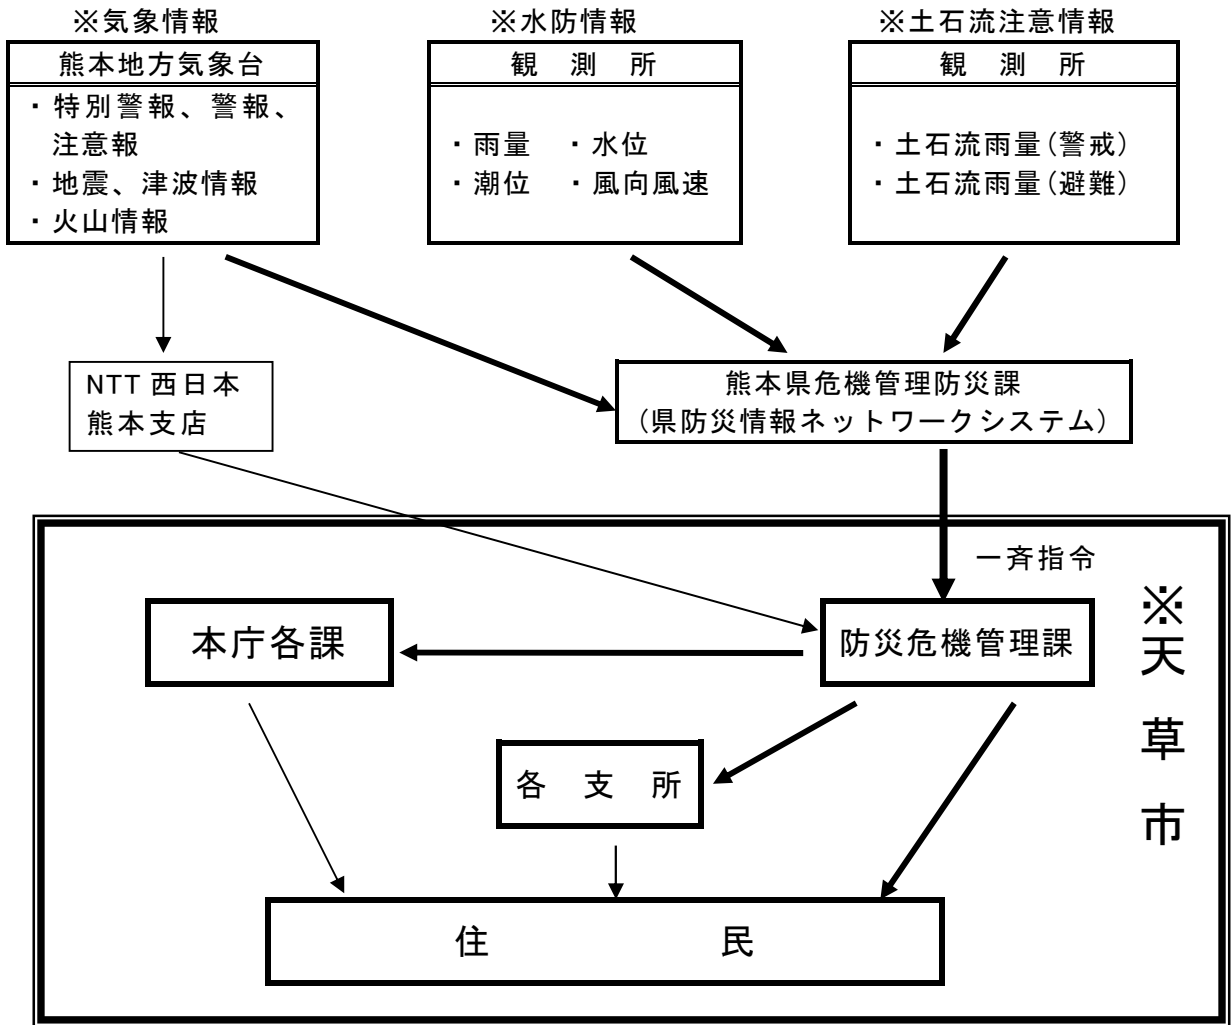 ※気象情報
熊本地方気象台
・特別警報、警報、
注意報
・地震、津波情報
・火山情報
※水防情報
観　測　所
・雨量　・水位
・潮位　・風向風速
※土石流注意情報
観　測　所
・土石流雨量(警戒)
・土石流雨量(避難)
NTT 西日本
熊本支店
熊本県危機管理防災課
(県防災情報ネットワークシステム)
一斉指令
※天草市
本庁各課
防災危機管理課
各　支　所
住　民